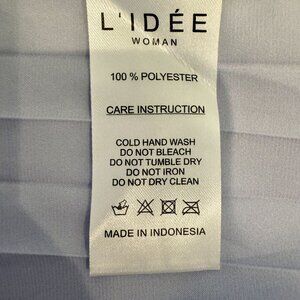 L'IDÉE
WOMAN
100 % POLYESTER
CARE INSTRUCTION
COLD HAND WASH
DO NOT BLEACH
DO NOT TUMBLE DRY
DO NOT IRON
DO NOT DRY CLEAN
MADE IN INDONESIA